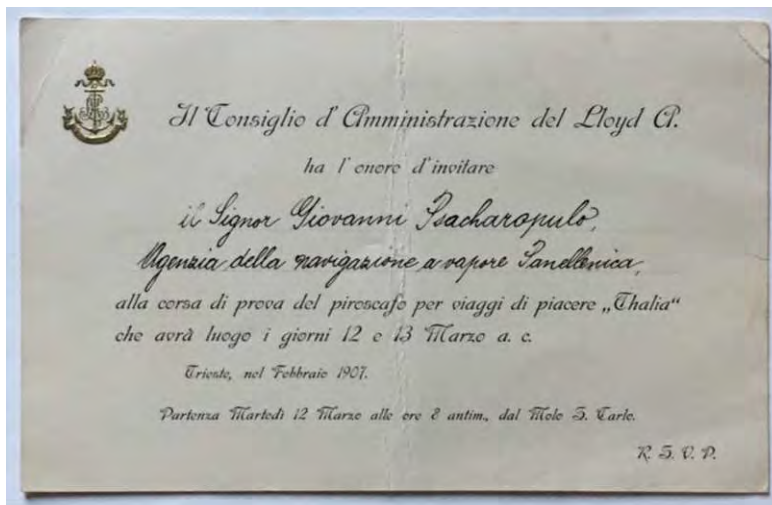 Il Consiglio d'Amministrazione del Lloyd A.
ha l'onore d'invitare
il Signor Giovanni Psacharopulo,
Agenzia della navigazione a vapore Panellenica,
alla corsa di prova del piroscafo per viaggi di piacere „Thalia“
che avrà luogo i giorni 12 e 13 Marzo a. c.
Trieste, nel Febbraio 1907.
Partenza Martedì 12 Marzo alle ore 8 antim., dal Molo S. Carlo.
R. S. V. P.